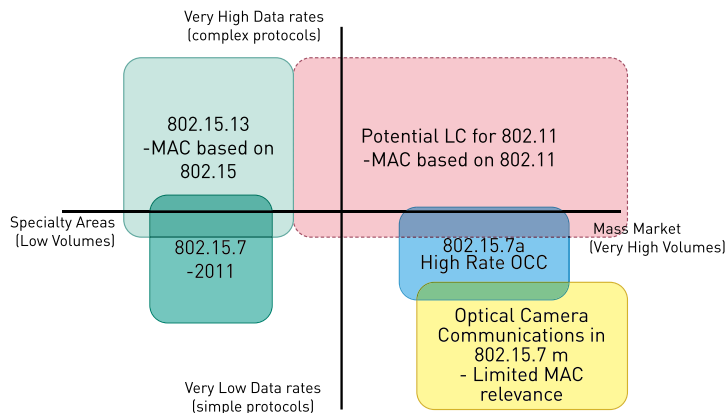 Very High Data rates
(complex protocols)
802.15.13
-MAC based on
802.15
Potential LC for 802.11
-MAC based on 802.11
Specialty Areas
(Low Volumes)
Mass Market
(Very High Volumes)
802.15.7
-2011
802.15.7a
High Rate OCC
Optical Camera
Communications in
802.15.7 m
- Limited MAC
relevance
Very Low Data rates
(simple protocols)